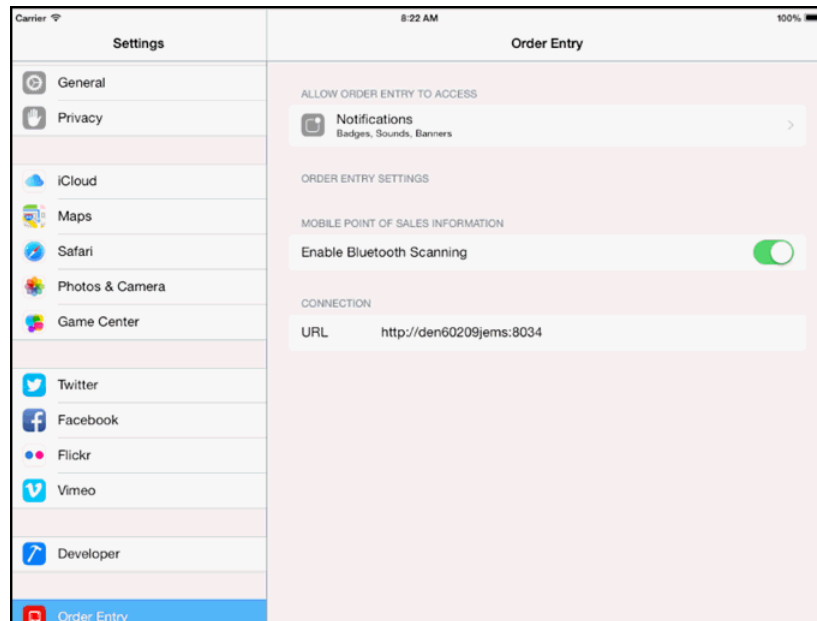 Carrier 8:22 AM 100%
Settings
General
Privacy
iCloud
Maps
Safari
Photos & Camera
Game Center
Twitter
Facebook
Flickr
Vimeo
Developer
Order Entry
Order Entry
ALLOW ORDER ENTRY TO ACCESS
Notifications
Badges, Sounds, Banners
ORDER ENTRY SETTINGS
MOBILE POINT OF SALES INFORMATION
Enable Bluetooth Scanning
CONNECTION
URL http://den60209jems:8034